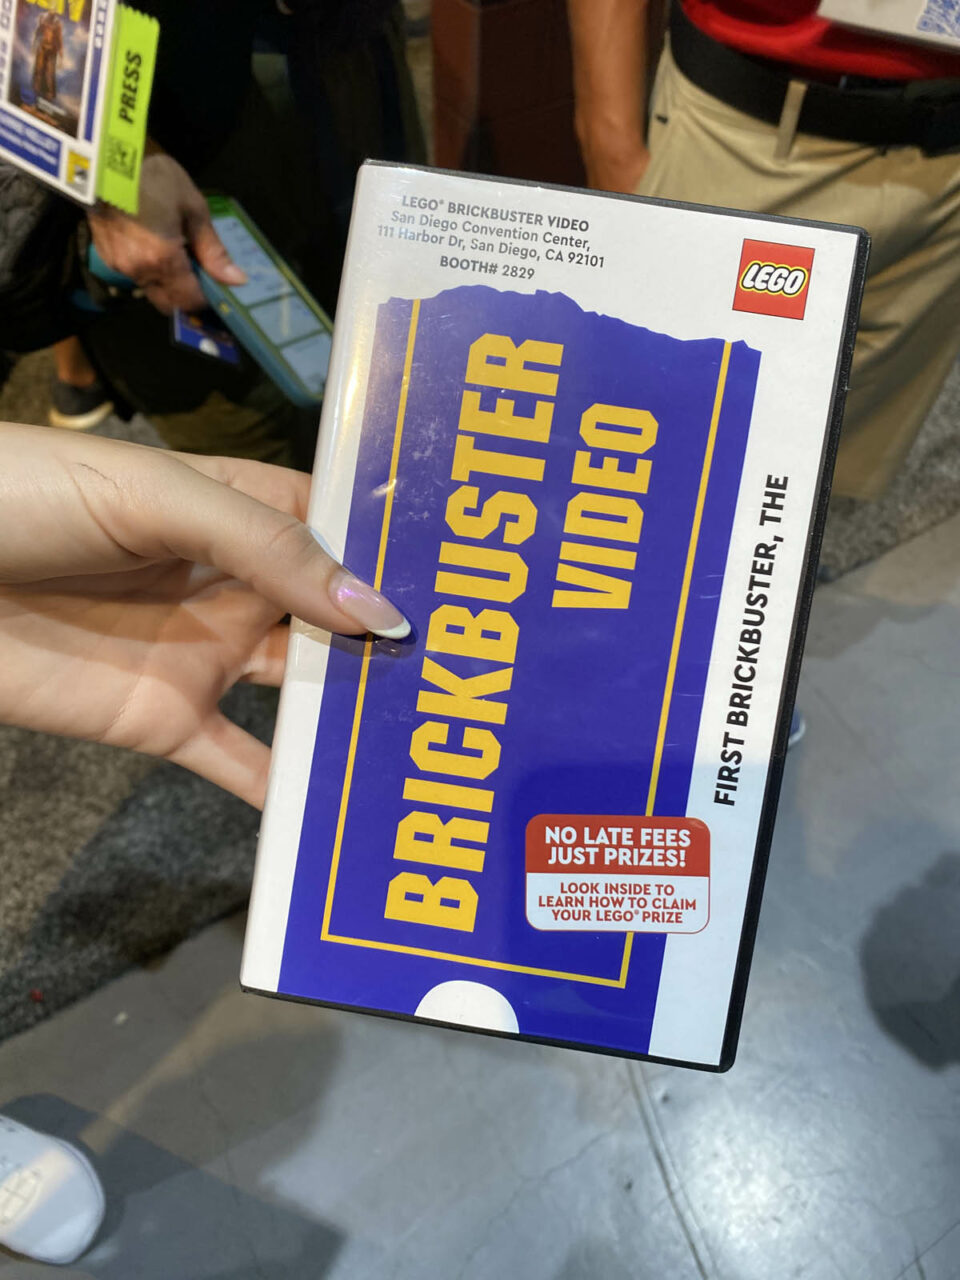 PRESS
LEGO® BRICKBUSTER VIDEO
San Diego Convention Center,
111 Harbor Dr, San Diego, CA 92101
BOOTH# 2829
LEGO
BRICKBUSTER
VIDEO
FIRST BRICKBUSTER, THE
NO LATE FEES
JUST PRIZES!
LOOK INSIDE TO
LEARN HOW TO CLAIM
YOUR LEGO® PRIZE